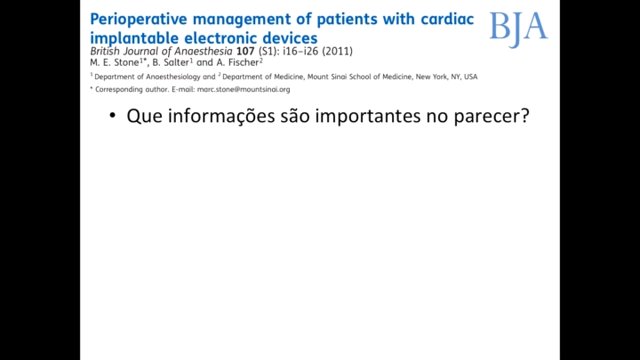 Perioperative management of patients with cardiac
implantable electronic devices
BJA
British Journal of Anaesthesia 107 (S1): i16–i26 (2011)
M. E. Stone1*, B. Salter1 and A. Fischer2
1 Department of Anaesthesiology and 2 Department of Medicine, Mount Sinai School of Medicine, New York, NY, USA
* Corresponding author. E-mail: marc.stone@mountsinai.org
• Que informações são importantes no parecer?